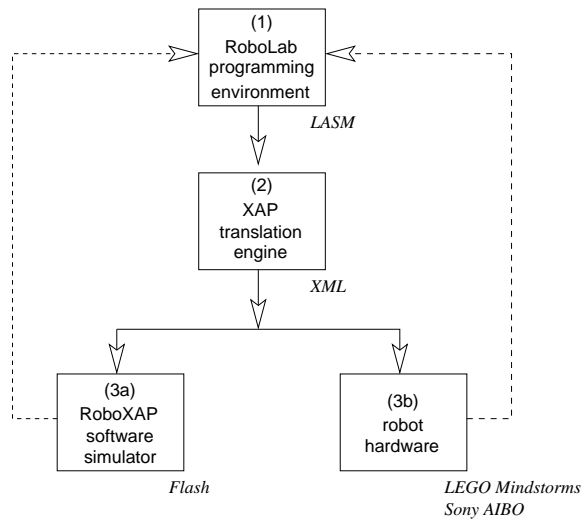 (1)
RoboLab
programming
environment
LASM
(2)
XAP
translation
engine
XML
(3a)
RoboXAP
software
simulator
Flash
(3b)
robot
hardware
LEGO Mindstorms
Sony AIBO